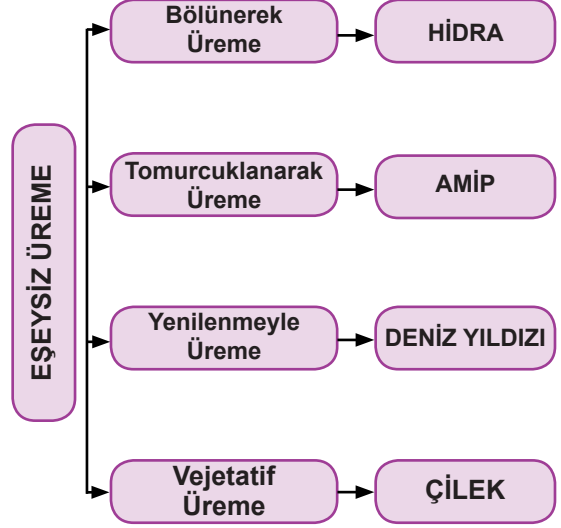 EŞEYSİZ ÜREME
Bölünerek
Üreme
HİDRA
Tomurcuklanarak
Üreme
AMİP
Yenilenmeyle
Üreme
DENİZ YILDIZI
Vejetatif
Üreme
ÇİLEK